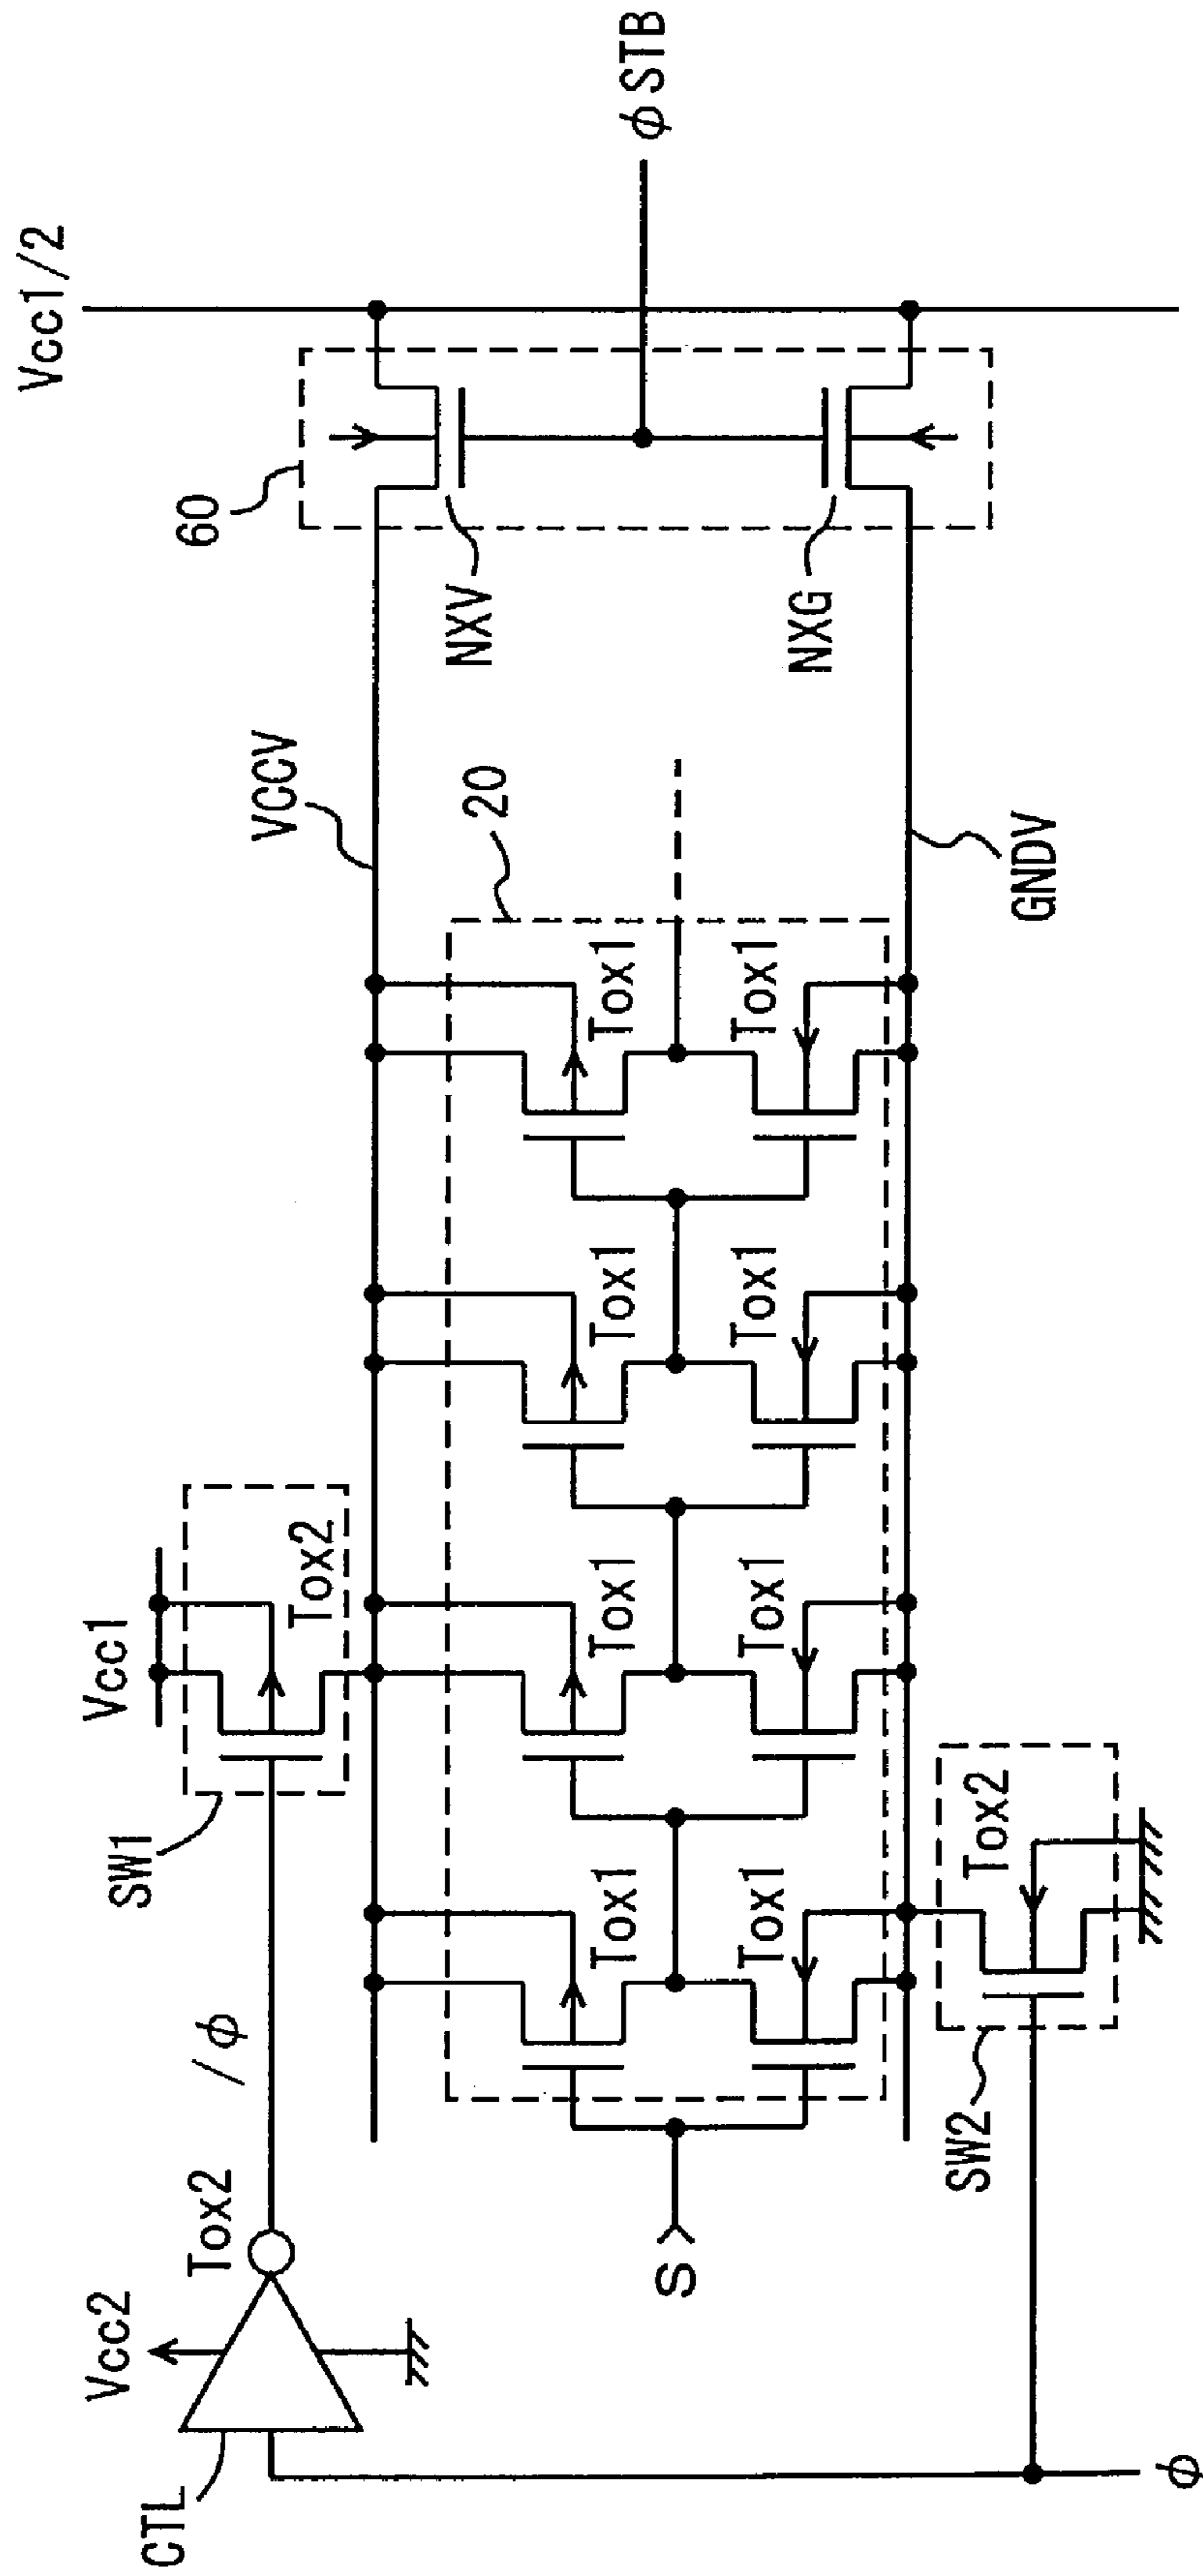 Vcc1/2
60
φSTB
NXV
NXG
VCCV
20
GNDV
Tox1
Tox1
Tox1
Tox1
Tox1
Tox1
Tox1
Tox1
Vcc1
Tox2
SW1
Tox2
SW2
/φ
S
Tox2
Vcc2
CTL
φ